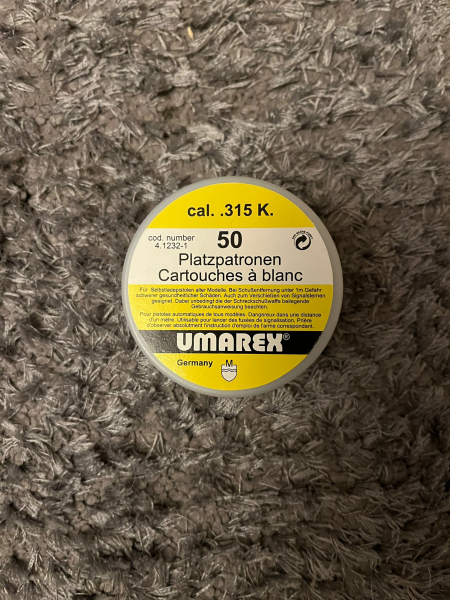 cal. .315 K.
cod. number
4.1232-1
50
Platzpatronen
Cartouches à blanc
Für Selbstladepistolen aller Modelle. Bei Schußentfernung unter 1m Gefahr
schwerer gesundheitlicher Schäden. Auch zum Verschießen von Signalsternen
geeignet. Dabei unbedingt die der Schreckschußwaffe beiliegende
Gebrauchsanweisung beachten.
Pour pistolets automatiques de tous modèles. Dangereux dans une distance
d'un mètre. Utilisable pour lancer des fusées de signalisation. Prière
d'observer absolutment l'instruction d'emploi de l'arme correspondant.
UMAREX®
Germany
M